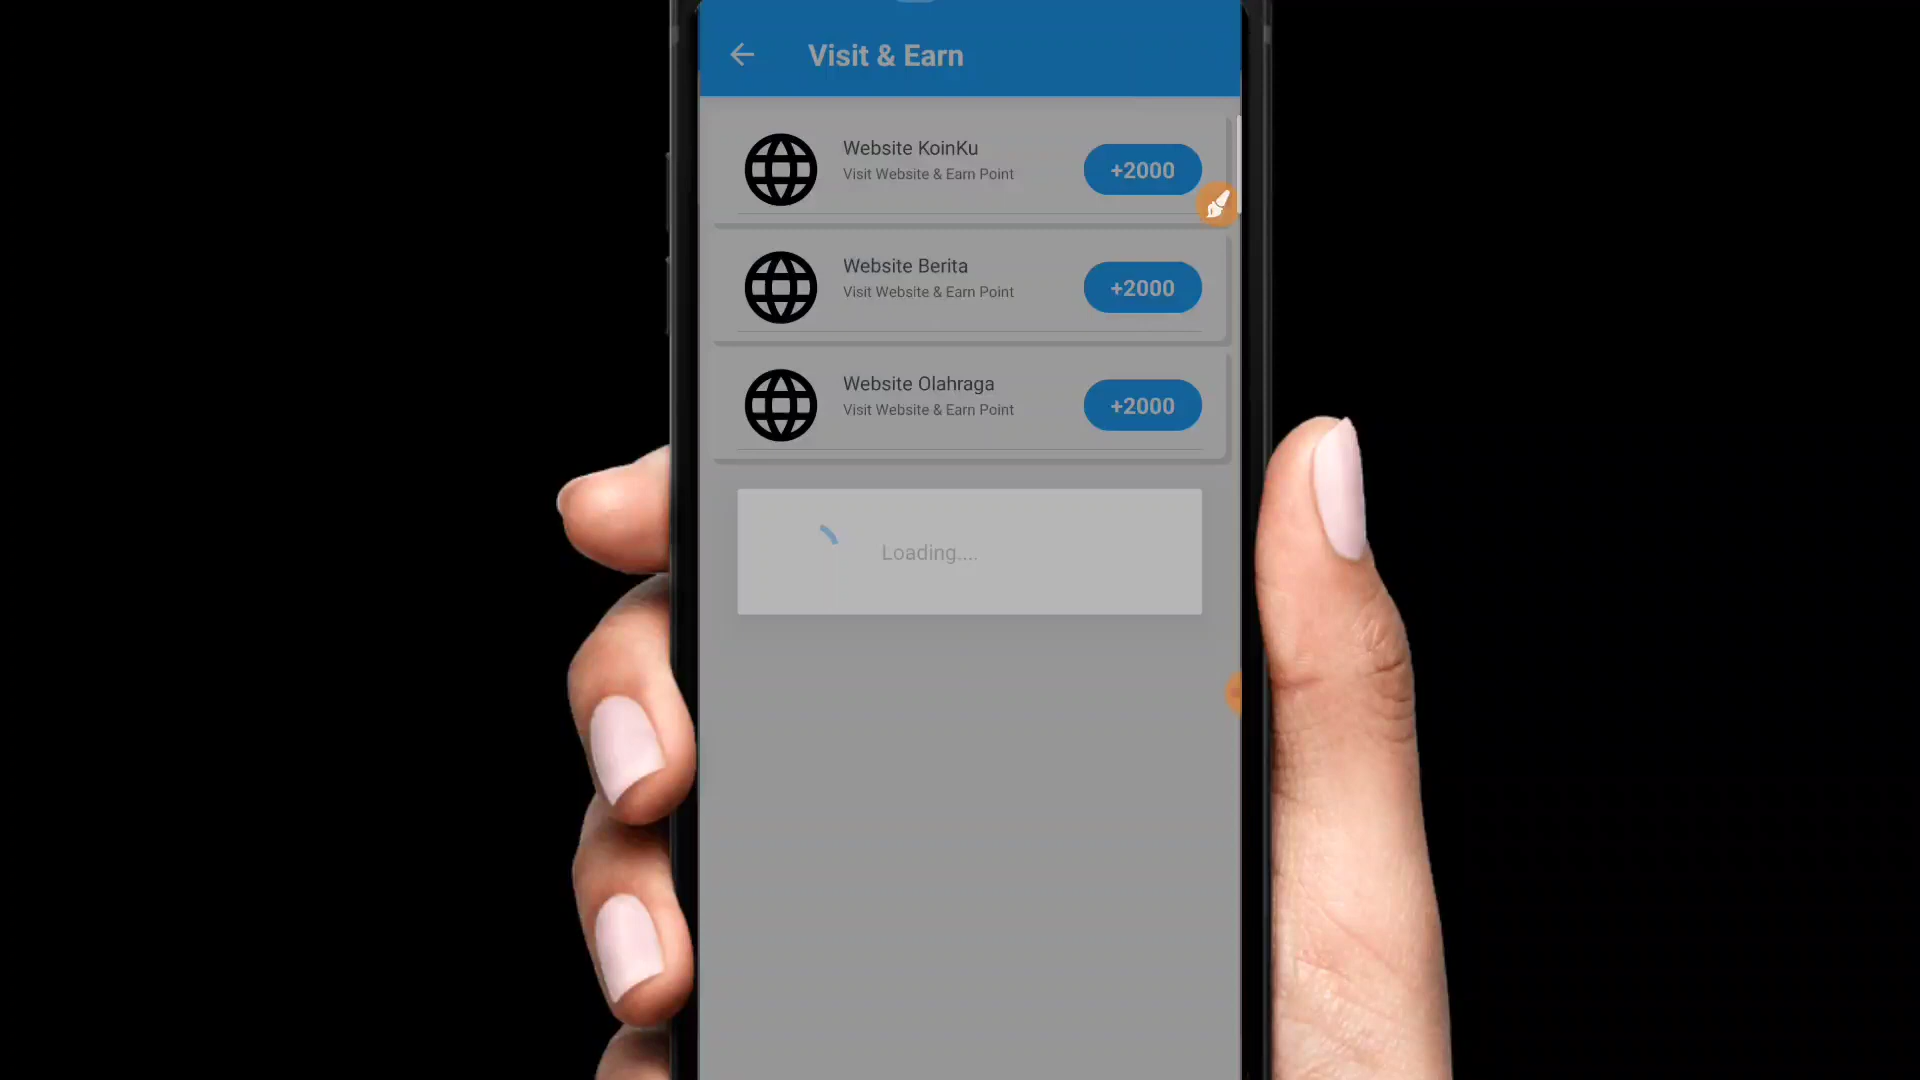 Visit & Earn
Website KoinKu
Visit Website & Earn Point
+2000
Website Berita
Visit Website & Earn Point
+2000
Website Olahraga
Visit Website & Earn Point
+2000
Loading....